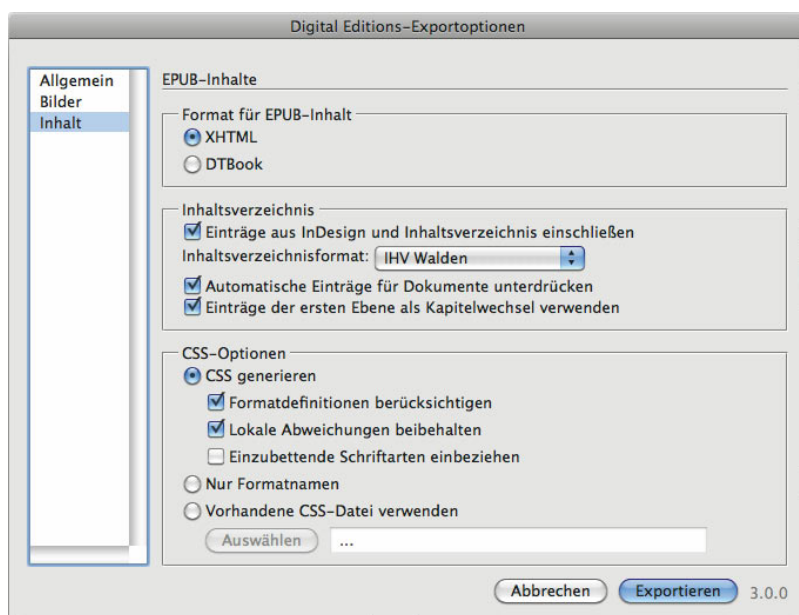 Digital Editions-Exportoptionen
Allgemein
Bilder
Inhalt
EPUB-Inhalte
Format für EPUB-Inhalt
XHTML
DTBook
Inhaltsverzeichnis
Einträge aus InDesign und Inhaltsverzeichnis einschließen
Inhaltsverzeichnisformat: IHV Walden
Automatische Einträge für Dokumente unterdrücken
Einträge der ersten Ebene als Kapitelwechsel verwenden
CSS-Optionen
CSS generieren
Formatdefinitionen berücksichtigen
Lokale Abweichungen beibehalten
Einzubettende Schriftarten einbeziehen
Nur Formatnamen
Vorhandene CSS-Datei verwenden
Auswählen ...
Abbrechen Exportieren 3.0.0